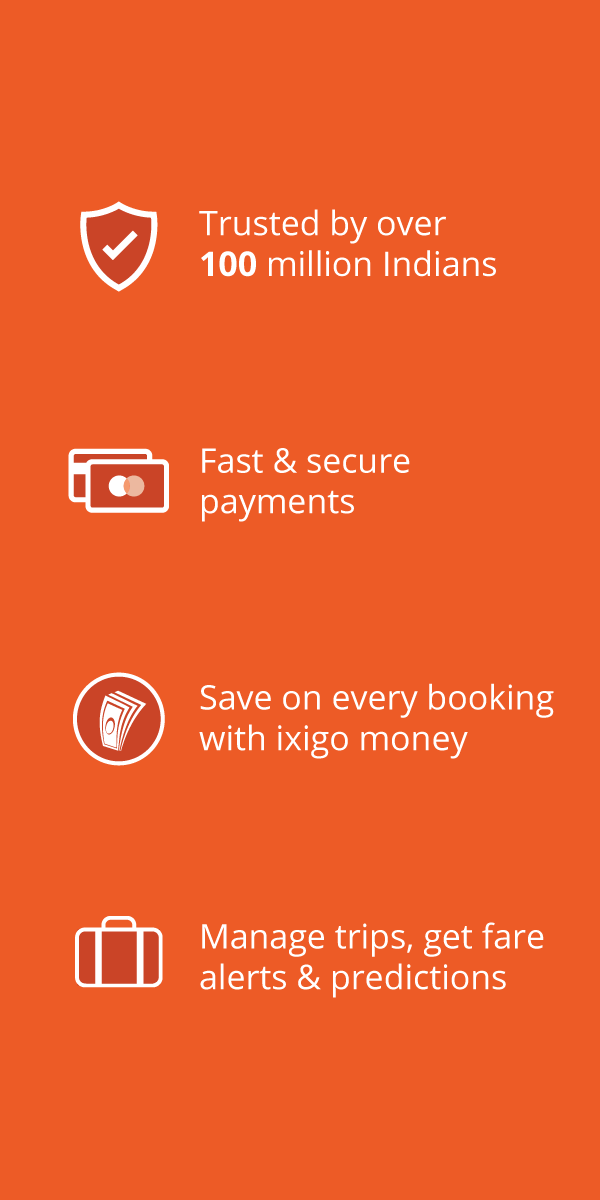 Trusted by over
100 million Indians
Fast & secure
payments
Save on every booking
with ixigo money
Manage trips, get fare
alerts & predictions